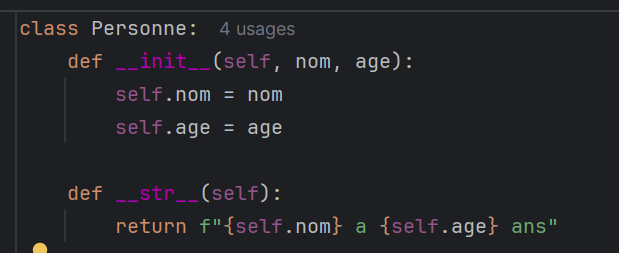 class Personne: 4 usages
    def __init__(self, nom, age):
        self.nom = nom
        self.age = age

    def __str__(self):
        return f"{self.nom} a {self.age} ans"